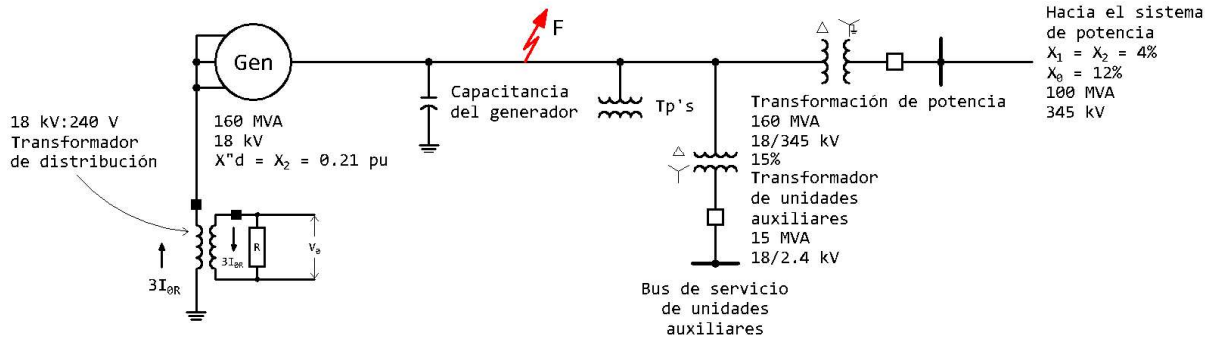 Gen
18 kV:240 V
Transformador
de distribución
160 MVA
18 kV
X"d = X₂ = 0.21 pu
3I₀R
3I₀R
R
V₀
Capacitancia
del generador
F
Tp's
Transformación de potencia
160 MVA
18/345 kV
15%
Transformador
de unidades
auxiliares
15 MVA
18/2.4 kV
Bus de servicio
de unidades
auxiliares
Hacia el sistema
de potencia
X₁ = X₂ = 4%
X₀ = 12%
100 MVA
345 kV